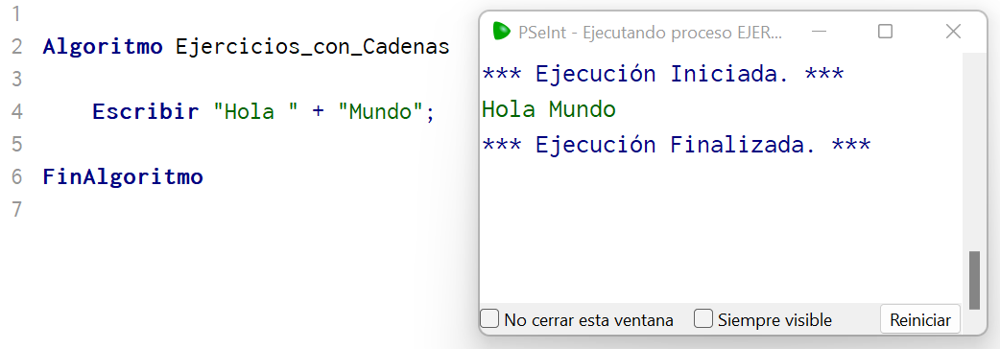 1
2 Algoritmo Ejercicios_con_Cadenas
3
4 Escribir "Hola " + "Mundo";
5
6 FinAlgoritmo
7
PSeInt - Ejecutando proceso EJER...
*** Ejecución Iniciada. ***
Hola Mundo
*** Ejecución Finalizada. ***
No cerrar esta ventana Siempre visible Reiniciar